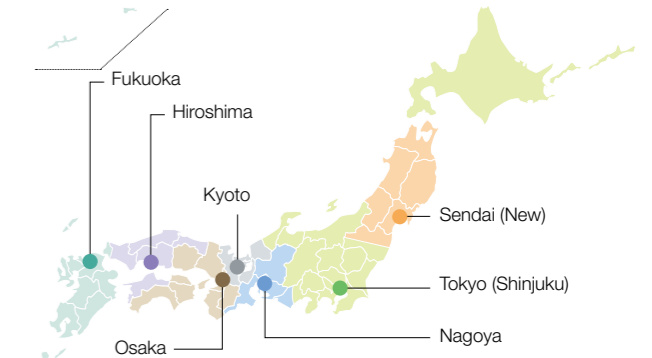 Fukuoka
Hiroshima
Kyoto
Sendai (New)
Tokyo (Shinjuku)
Nagoya
Osaka